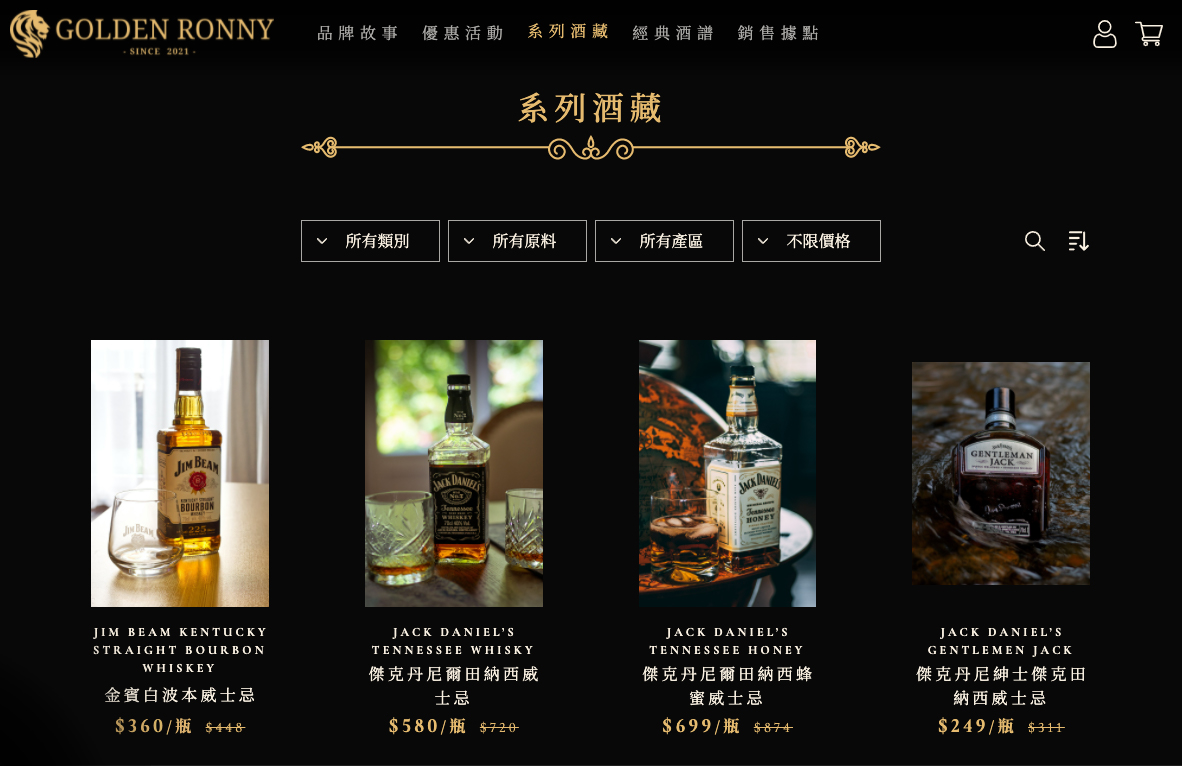 GOLDEN RONNY
- SINCE 2021 -
品牌故事 優惠活動 系列酒藏 經典酒譜 銷售據點
系列酒藏
所有類別 所有原料 所有產區 不限價格
JIM BEAM
KENTUCKY STRAIGHT
BOURBON
WHISKEY
JIM BEAM
JACK DANIEL'S
Tennessee
WHISKEY
JACK DANIEL'S
Tennessee
HONEY
GENTLEMAN
JACK
JIM BEAM KENTUCKY
STRAIGHT BOURBON
WHISKEY
金賓白波本威士忌
$360/瓶 $448
JACK DANIEL’S
TENNESSEE WHISKY
傑克丹尼爾田納西威
士忌
$580/瓶 $720
JACK DANIEL’S
TENNESSEE HONEY
傑克丹尼爾田納西蜂
蜜威士忌
$699/瓶 $874
JACK DANIEL’S
GENTLEMEN JACK
傑克丹尼紳士傑克田
納西威士忌
$249/瓶 $311